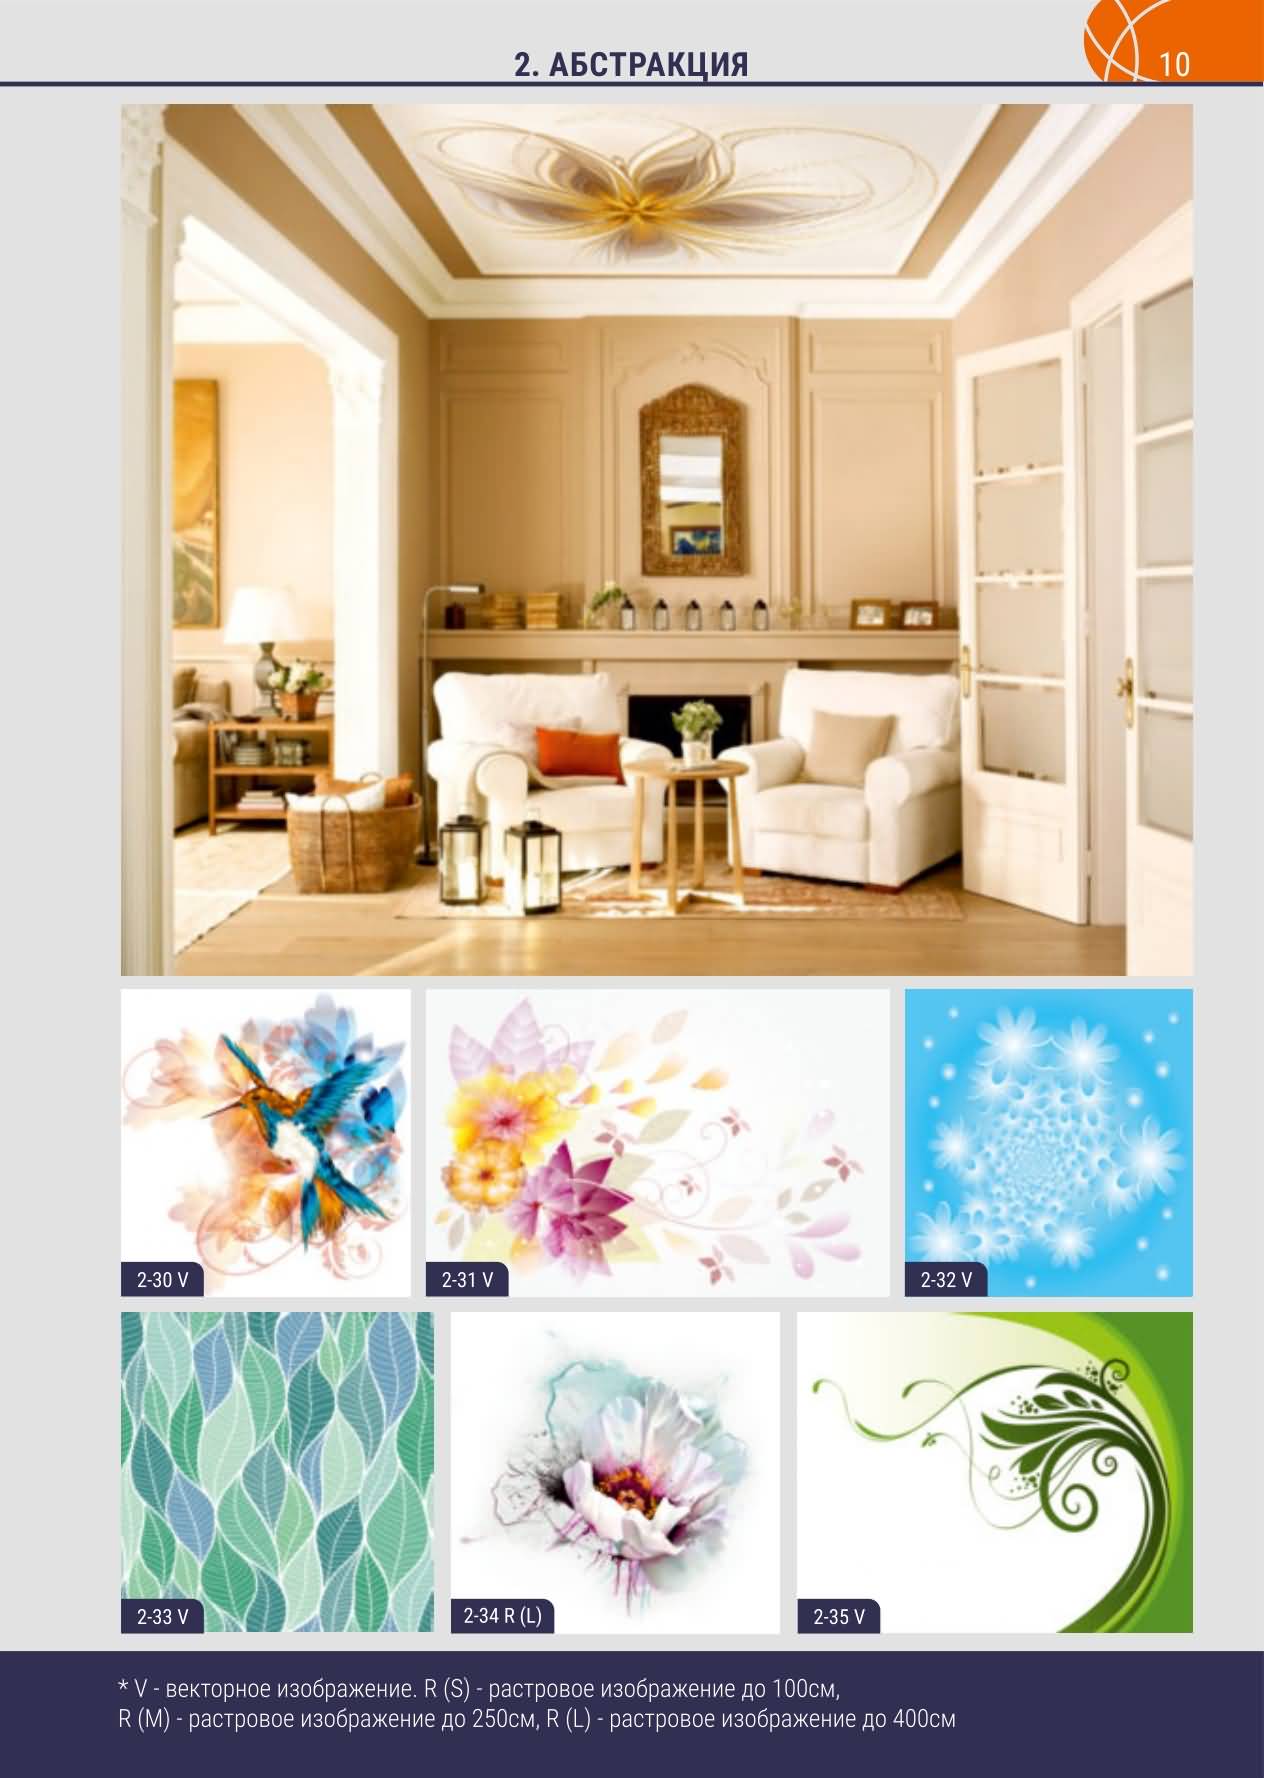 2. АБСТРАКЦИЯ
10
2-30 V
2-31 V
2-32 V
2-33 V
2-34 R (L)
2-35 V
* V - векторное изображение. R (S) - растровое изображение до 100см,
R (M) - растровое изображение до 250см, R (L) - растровое изображение до 400см